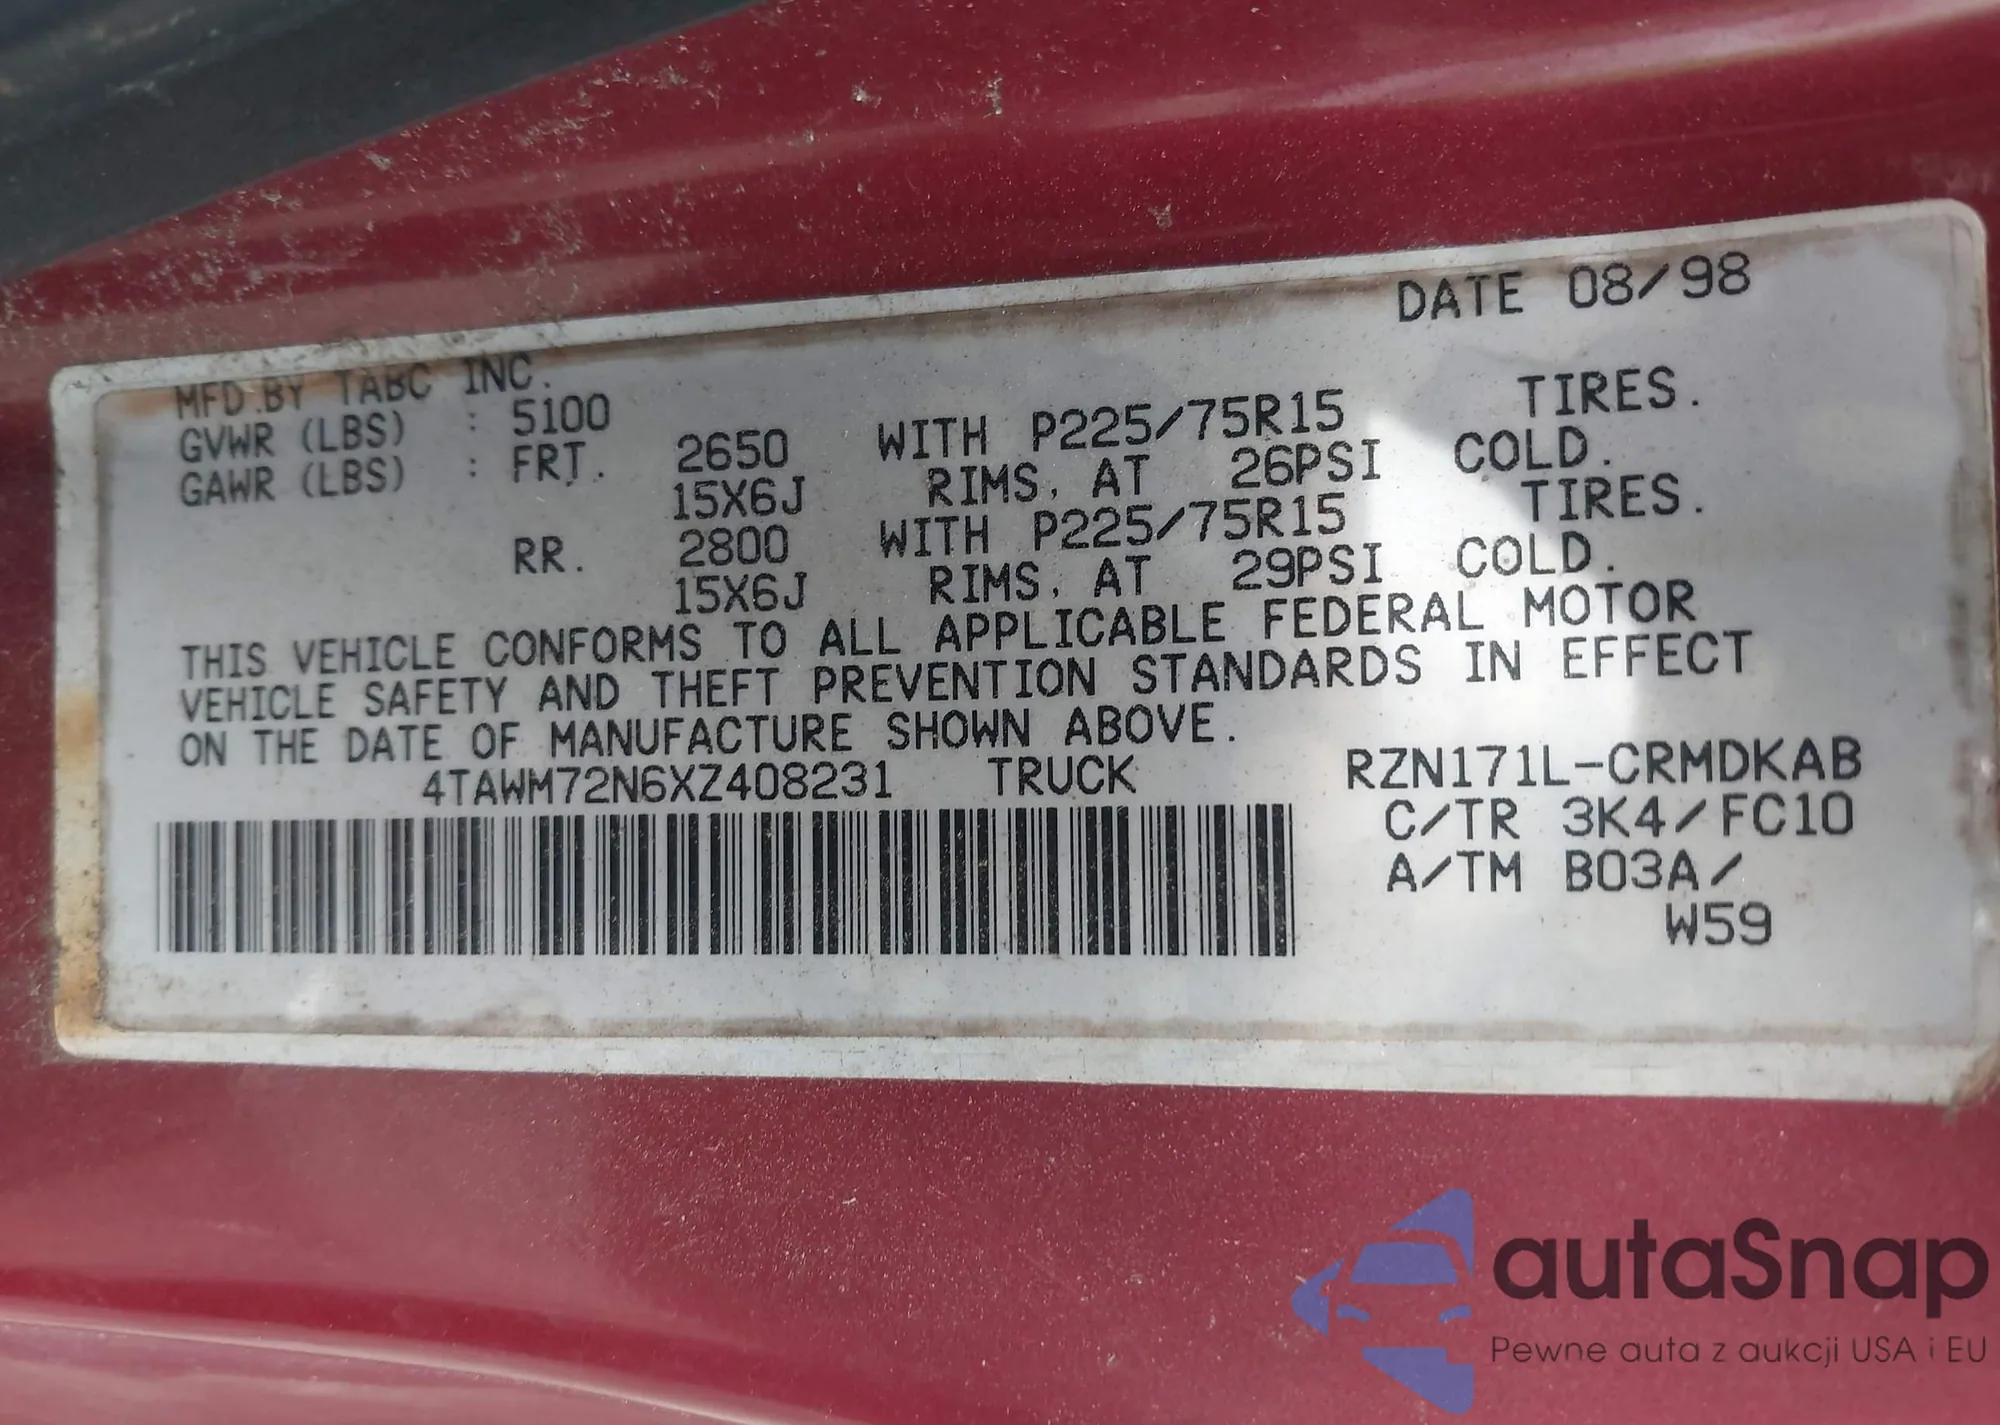 DATE 08/98
MFD.BY TABC INC.
GVWR (LBS) : 5100
GAWR (LBS) : FRT. 2650 WITH P225/75R15 TIRES.
15X6J RIMS, AT 26PSI COLD.
RR. 2800 WITH P225/75R15 TIRES.
15X6J RIMS, AT 29PSI COLD.
THIS VEHICLE CONFORMS TO ALL APPLICABLE FEDERAL MOTOR
VEHICLE SAFETY AND THEFT PREVENTION STANDARDS IN EFFECT
ON THE DATE OF MANUFACTURE SHOWN ABOVE.
4TAWM72N6XZ408231 TRUCK RZN171L-CRMDKAB
C/TR 3K4/FC10
A/TM B03A/
W59
autaSnap
Pewne auta z aukcji USA i EU